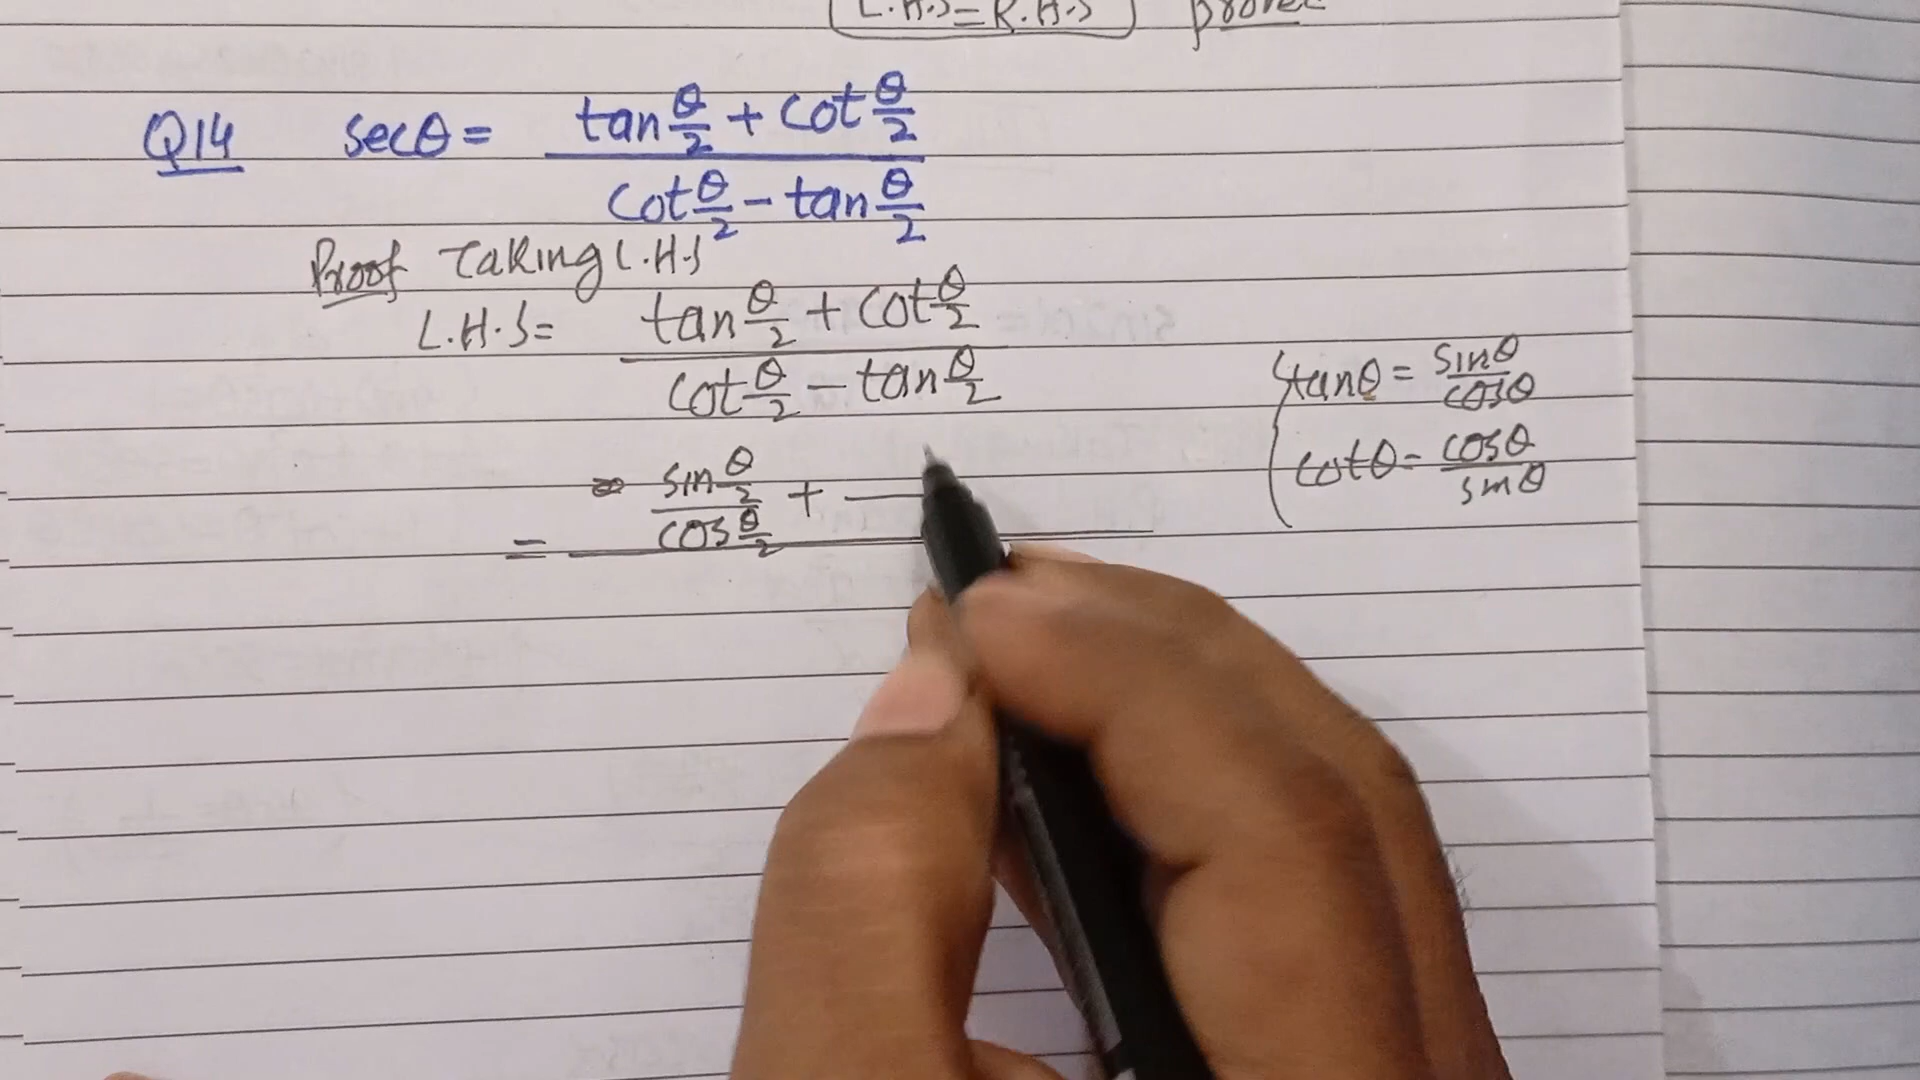 L.H.S=R.H.S proved
Q14 secθ = (tan θ/2 + cot θ/2) / (cot θ/2 - tan θ/2)
Proof Taking L.H.S
L.H.S = (tan θ/2 + cot θ/2) / (cot θ/2 - tan θ/2)
tanθ = sinθ/cosθ
cotθ = cosθ/sinθ
= sin θ/2 / cos θ/2 +